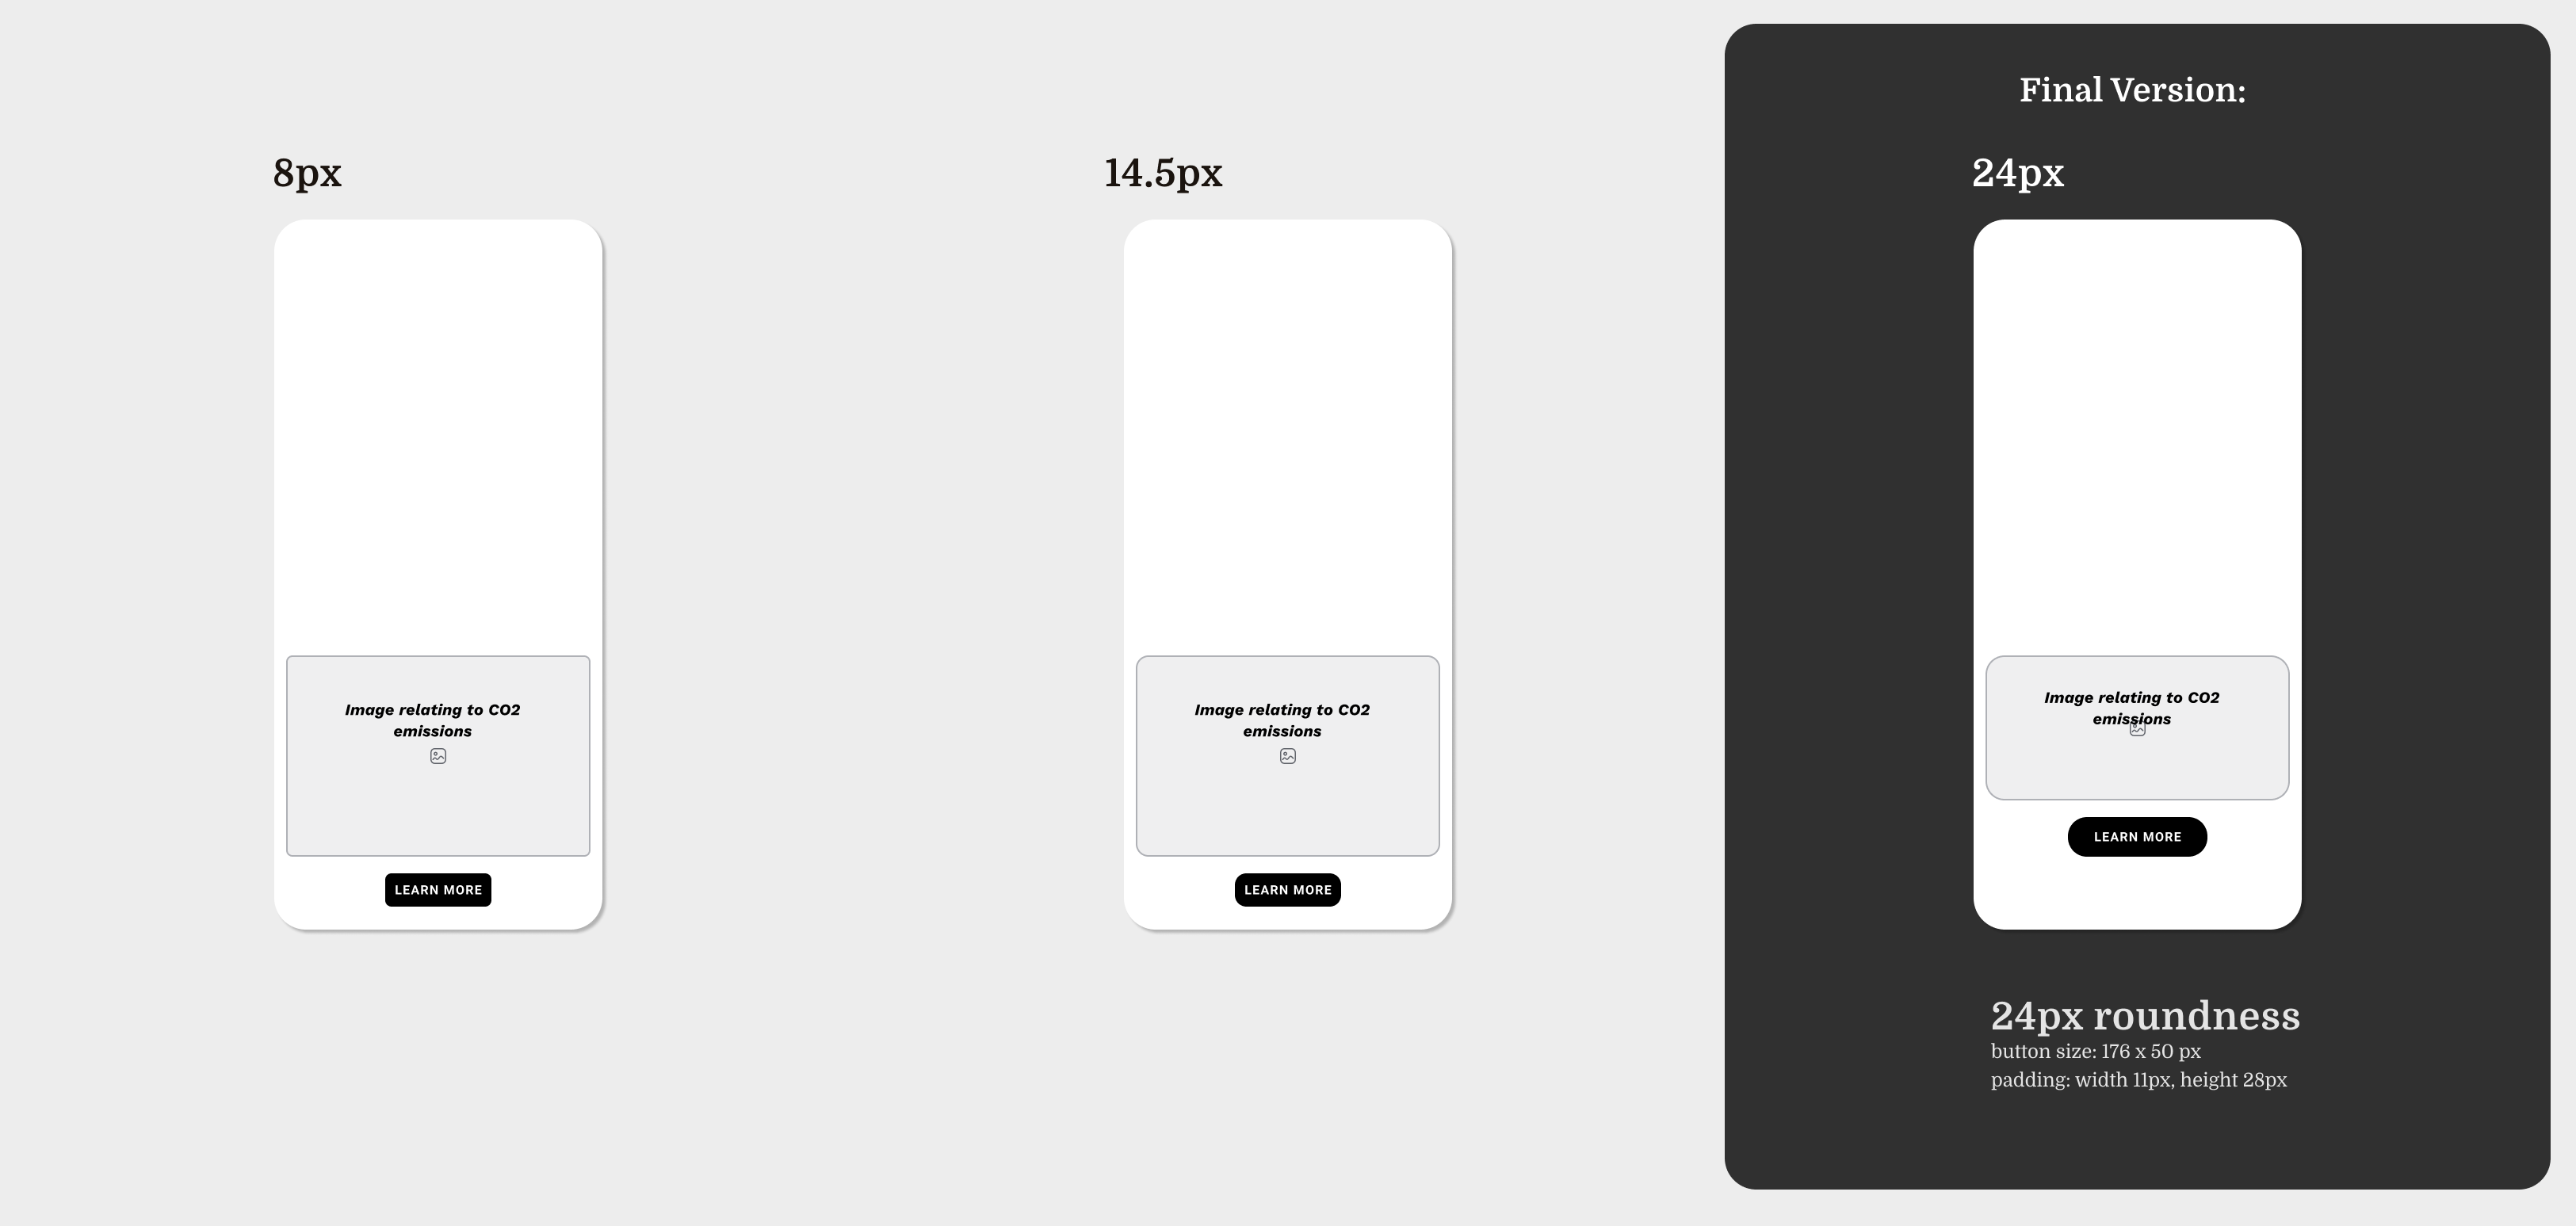 8px
Image relating to CO2
emissions
LEARN MORE
14.5px
Image relating to CO2
emissions
LEARN MORE
Final Version:
24px
Image relating to CO2
emissions
LEARN MORE
24px roundness
button size: 176 x 50 px
padding: width 11px, height 28px